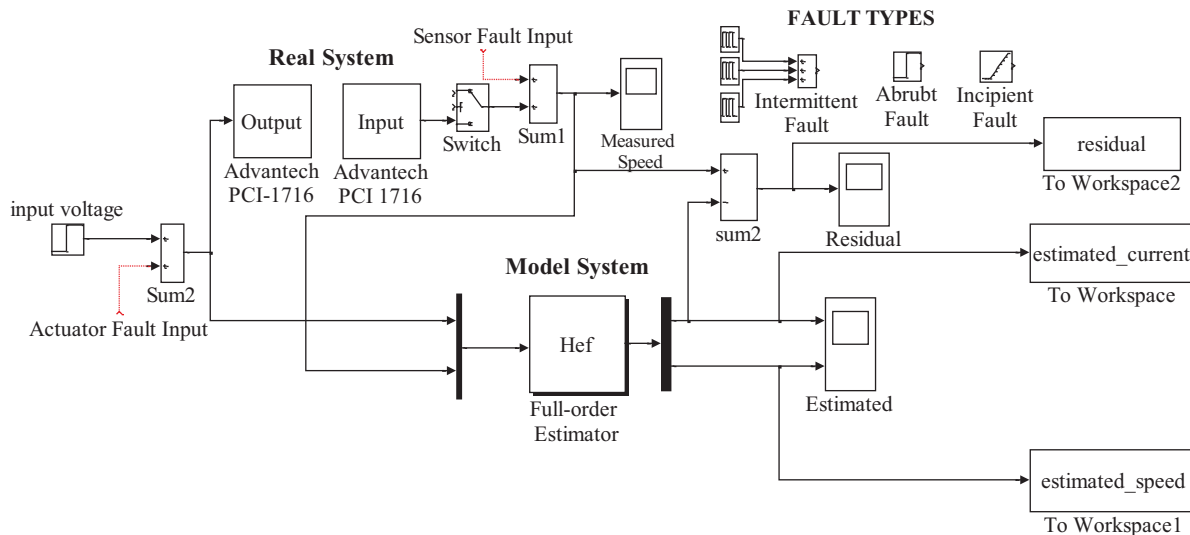 FAULT TYPES
Sensor Fault Input
Real System
Output
Advantech
PCI-1716
Input
Advantech
PCI 1716
Switch
Sum1
Measured
Speed
Intermittent
Fault
Abrubt
Fault
Incipient
Fault
residual
To Workspace2
input voltage
Sum2
Actuator Fault Input
sum2
Residual
estimated_current
To Workspace
Model System
Hef
Full-order
Estimator
Estimated
estimated_speed
To Workspace1